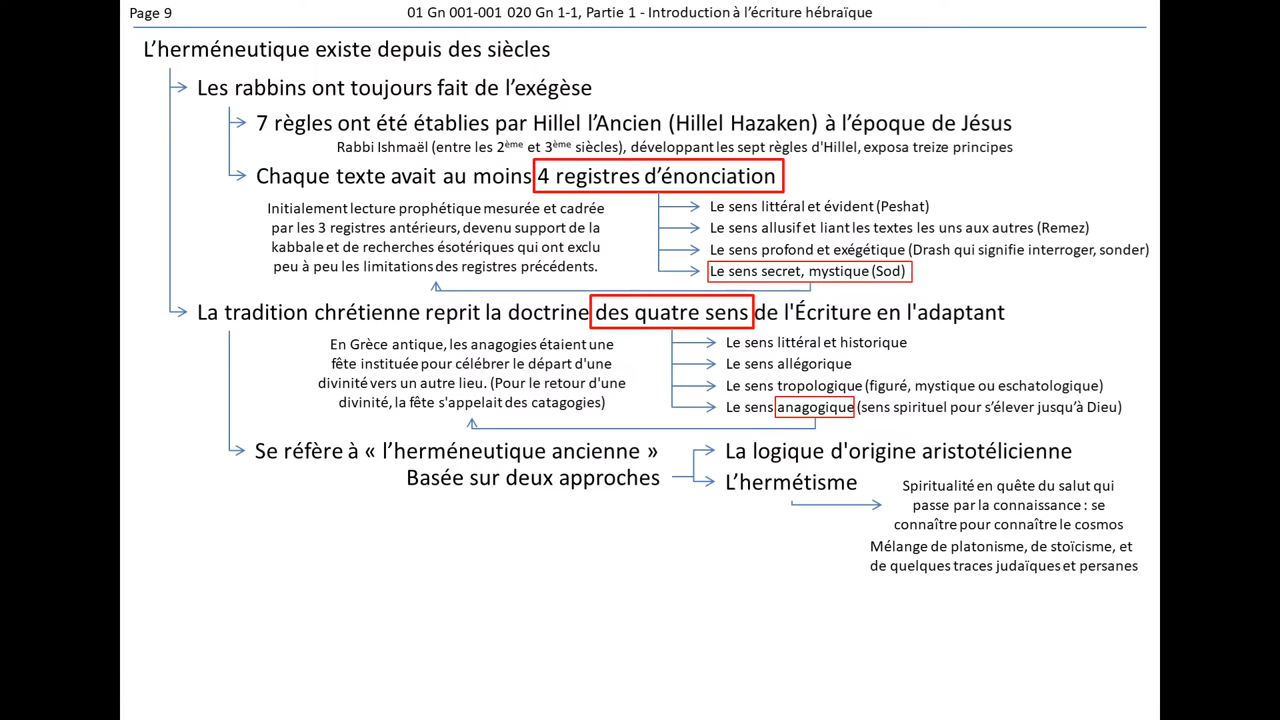 Page 9
01 Gn 001-001 020 Gn 1-1, Partie 1 - Introduction à l’écriture hébraïque
L’herméneutique existe depuis des siècles
Les rabbins ont toujours fait de l’exégèse
7 règles ont été établies par Hillel l’Ancien (Hillel Hazaken) à l’époque de Jésus
Rabbi Ishmaël (entre les 2ème et 3ème siècles), développant les sept règles d'Hillel, exposa treize principes
Chaque texte avait au moins 4 registres d’énonciation
Initialement lecture prophétique mesurée et cadrée
par les 3 registres antérieurs, devenu support de la
kabbale et de recherches ésotériques qui ont exclu
peu à peu les limitations des registres précédents.
Le sens littéral et évident (Peshat)
Le sens allusif et liant les textes les uns aux autres (Remez)
Le sens profond et exégétique (Drash qui signifie interroger, sonder)
Le sens secret, mystique (Sod)
La tradition chrétienne reprit la doctrine des quatre sens de l'Écriture en l'adaptant
En Grèce antique, les anagogies étaient une
fête instituée pour célébrer le départ d'une
divinité vers un autre lieu. (Pour le retour d'une
divinité, la fête s'appelait des catagogies)
Le sens littéral et historique
Le sens allégorique
Le sens tropologique (figuré, mystique ou eschatologique)
Le sens anagogique (sens spirituel pour s’élever jusqu’à Dieu)
Se réfère à « l’herméneutique ancienne »
Basée sur deux approches
La logique d'origine aristotélicienne
L’hermétisme
Spiritualité en quête du salut qui
passe par la connaissance : se
connaître pour connaître le cosmos
Mélange de platonisme, de stoïcisme, et
de quelques traces judaïques et persanes